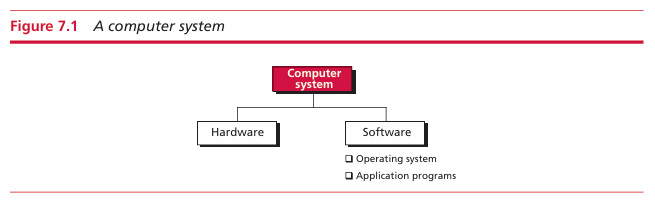 Figure 7.1 A computer system
Computer
system
Hardware
Software
Operating system
Application programs